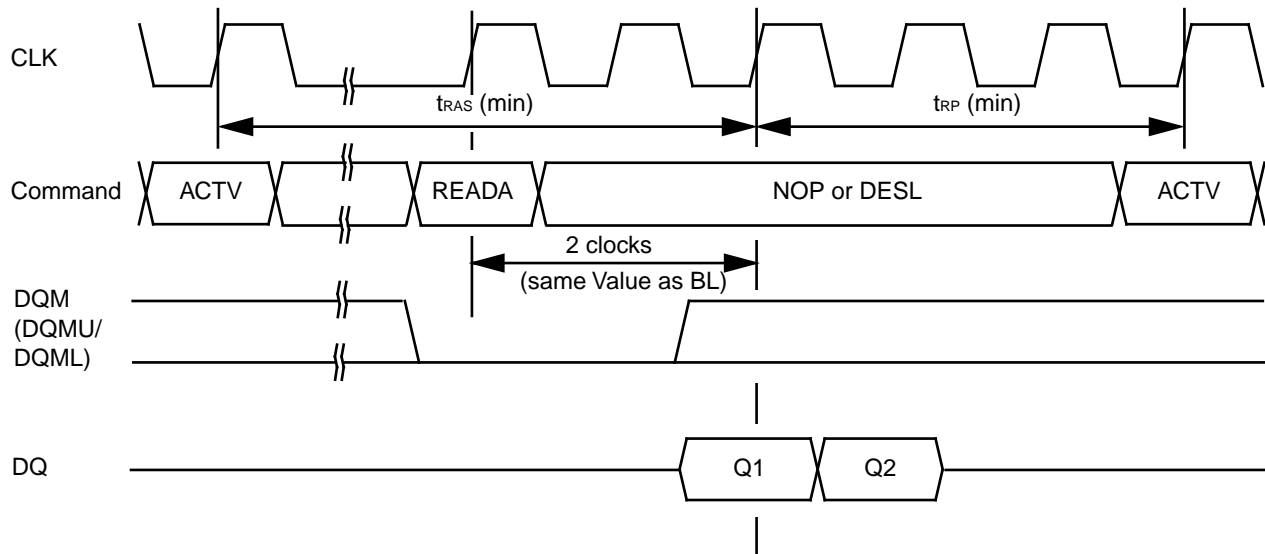 CLK
tRAS (min)
tRP (min)
Command
ACTV
READA
NOP or DESL
ACTV
2 clocks
(same Value as BL)
DQM
(DQMU/
DQML)
DQ
Q1
Q2